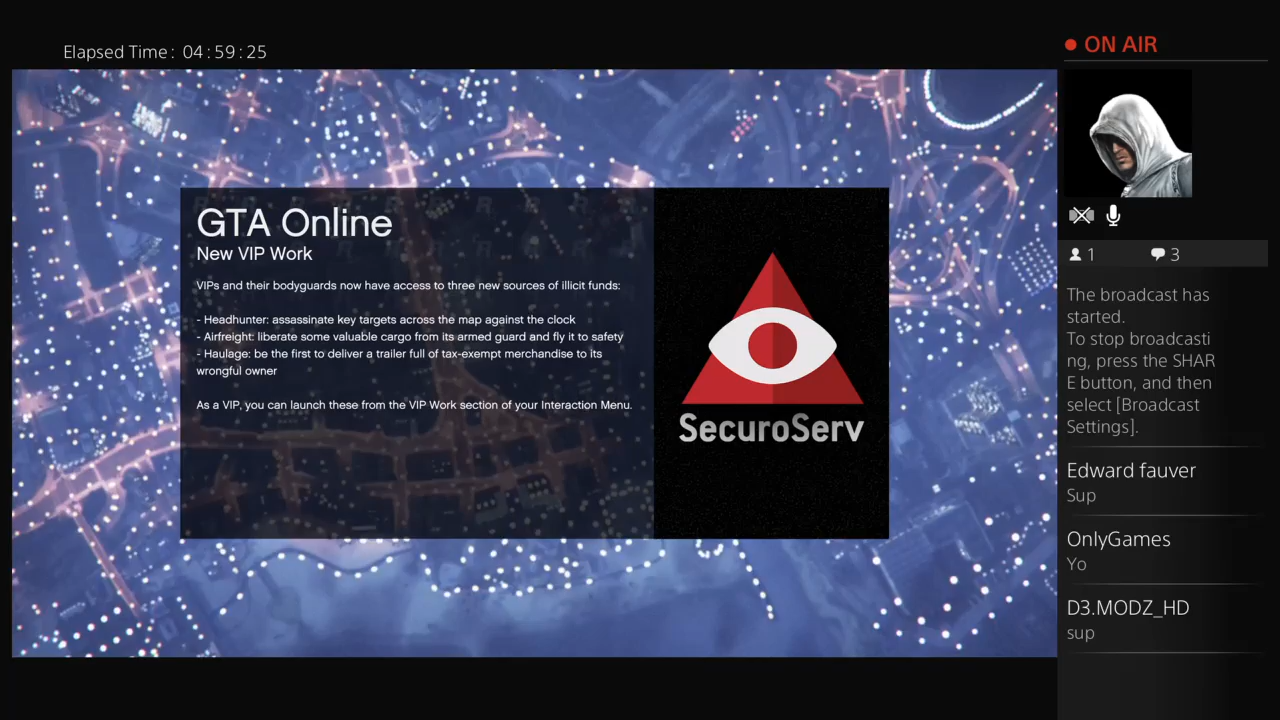 Elapsed Time: 04:59:25
ON AIR
GTA Online
New VIP Work
VIPs and their bodyguards now have access to three new sources of illicit funds:
- Headhunter: assassinate key targets across the map against the clock
- Airfreight: liberate some valuable cargo from its armed guard and fly it to safety
- Haulage: be the first to deliver a trailer full of tax-exempt merchandise to its
wrongful owner
As a VIP, you can launch these from the VIP Work section of your Interaction Menu.
SecuroServ
1
3
The broadcast has
started.
To stop broadcasti
ng, press the SHAR
E button, and then
select [Broadcast
Settings].
Edward fauver
Sup
OnlyGames
Yo
D3.MODZ_HD
sup